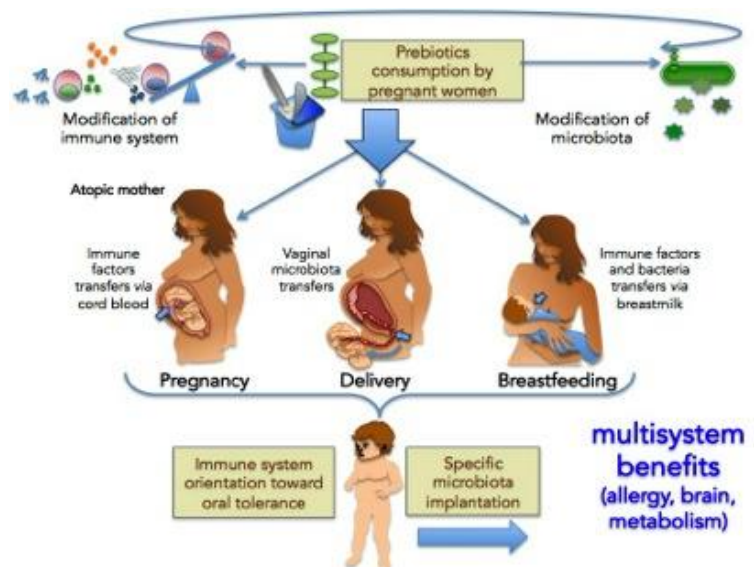 Prebiotics
consumption by
pregnant women
Modification of
immune system
Modification of
microbiota
Atopic mother
Immune
factors
transfers via
cord blood
Vaginal
microbiota
transfers
Immune factors
and bacteria
transfers via
breastmilk
Pregnancy
Delivery
Breastfeeding
Immune system
orientation toward
oral tolerance
Specific
microbiota
implantation
multisystem
benefits
(allergy, brain,
metabolism)